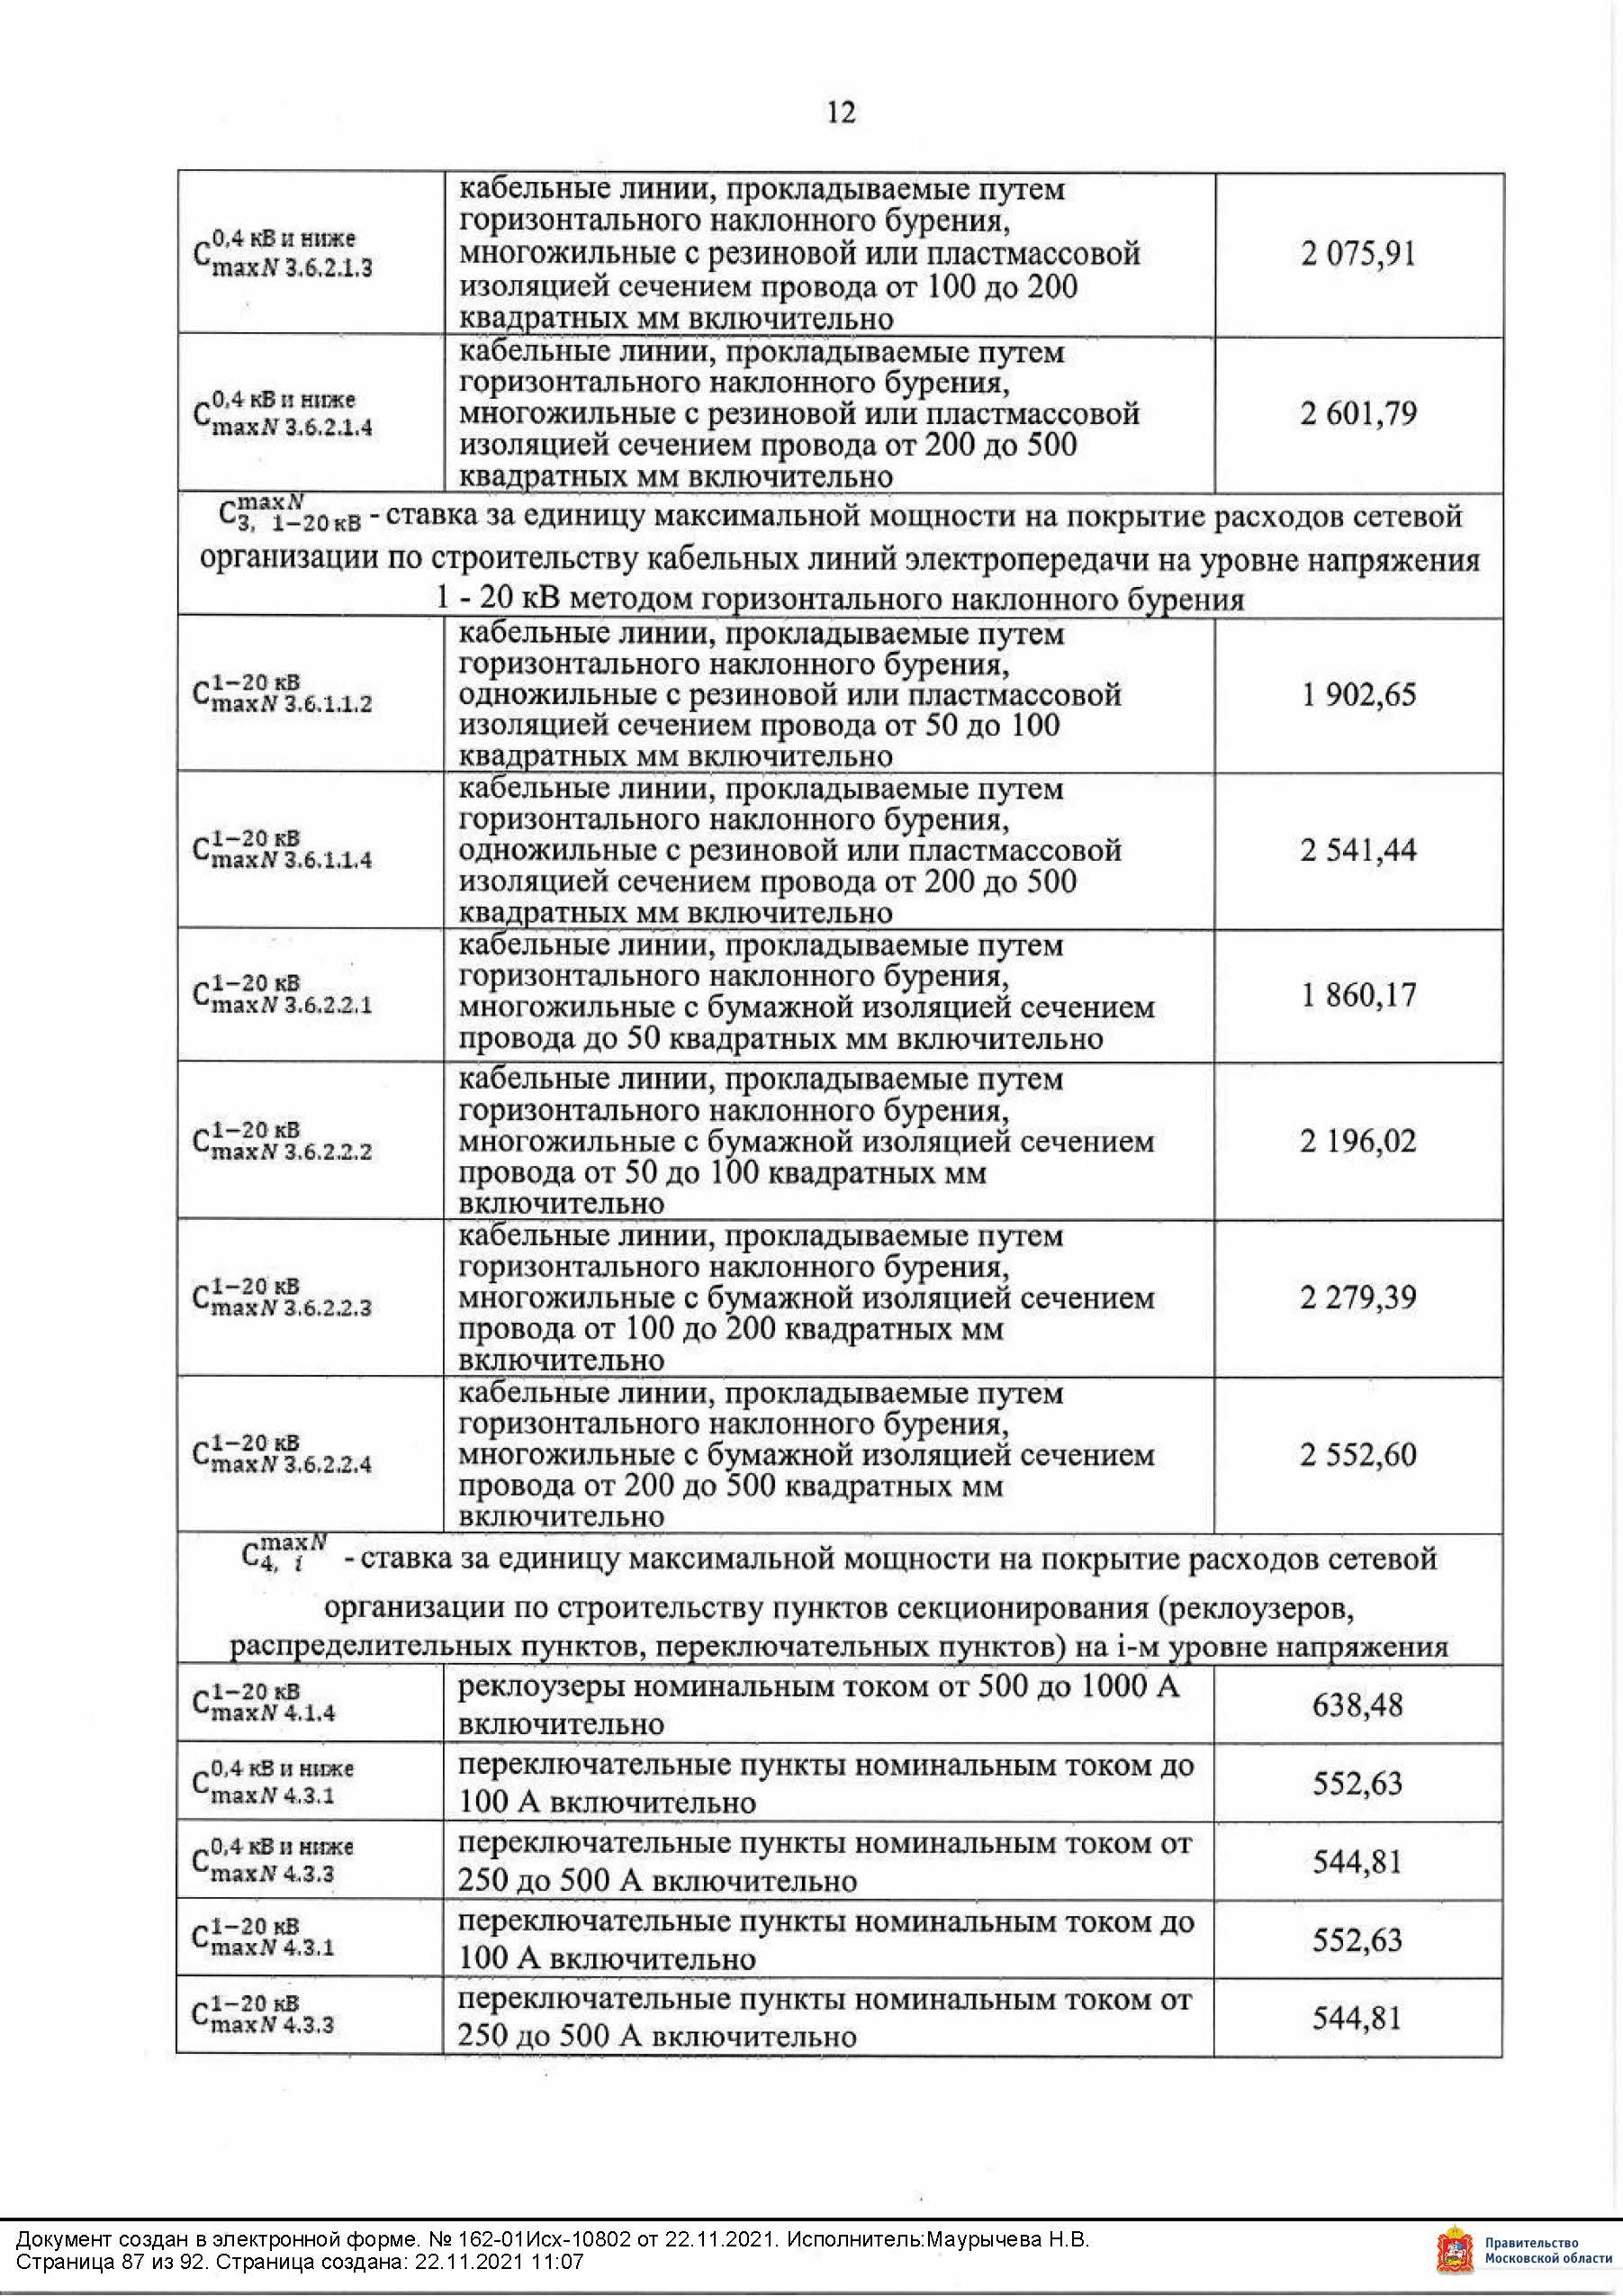 12
кабельные линии, прокладываемые путем
горизонтального наклонного бурения,
C 0,4 кВ и ниже maxN 3.6.2.1.3 многожильные с резиновой или пластмассовой 2 075,91
изоляцией сечением провода от 100 до 200
квадратных мм включительно
кабельные линии, прокладываемые путем
горизонтального наклонного бурения,
C 0,4 кВ и ниже maxN 3.6.2.1.4 многожильные с резиновой или пластмассовой 2 601,79
изоляцией сечением провода от 200 до 500
квадратных мм включительно
C maxN 3, 1–20 кВ - ставка за единицу максимальной мощности на покрытие расходов сетевой
организации по строительству кабельных линий электропередачи на уровне напряжения
1 - 20 кВ методом горизонтального наклонного бурения
кабельные линии, прокладываемые путем
горизонтального наклонного бурения,
C 1–20 кВ maxN 3.6.1.1.2 одножильные с резиновой или пластмассовой 1 902,65
изоляцией сечением провода от 50 до 100
квадратных мм включительно
кабельные линии, прокладываемые путем
горизонтального наклонного бурения,
C 1–20 кВ maxN 3.6.1.1.4 одножильные с резиновой или пластмассовой 2 541,44
изоляцией сечением провода от 200 до 500
квадратных мм включительно
кабельные линии, прокладываемые путем
горизонтального наклонного бурения,
C 1–20 кВ maxN 3.6.2.2.1 многожильные с бумажной изоляцией сечением 1 860,17
провода до 50 квадратных мм включительно
кабельные линии, прокладываемые путем
горизонтального наклонного бурения,
C 1–20 кВ maxN 3.6.2.2.2 многожильные с бумажной изоляцией сечением 2 196,02
провода от 50 до 100 квадратных мм
включительно
кабельные линии, прокладываемые путем
горизонтального наклонного бурения,
C 1–20 кВ maxN 3.6.2.2.3 многожильные с бумажной изоляцией сечением 2 279,39
провода от 100 до 200 квадратных мм
включительно
кабельные линии, прокладываемые путем
горизонтального наклонного бурения,
C 1–20 кВ maxN 3.6.2.2.4 многожильные с бумажной изоляцией сечением 2 552,60
провода от 200 до 500 квадратных мм
включительно
C maxN 4, i - ставка за единицу максимальной мощности на покрытие расходов сетевой
организации по строительству пунктов секционирования (реклоузеров,
распределительных пунктов, переключательных пунктов) на i-м уровне напряжения
C 1–20 кВ maxN 4.1.4 реклоузеры номинальным током от 500 до 1000 А 638,48
включительно
C 0,4 кВ и ниже maxN 4.3.1 переключательные пункты номинальным током до 552,63
100 А включительно
C 0,4 кВ и ниже maxN 4.3.3 переключательные пункты номинальным током от 544,81
250 до 500 А включительно
C 1–20 кВ maxN 4.3.1 переключательные пункты номинальным током до 552,63
100 А включительно
C 1–20 кВ maxN 4.3.3 переключательные пункты номинальным током от 544,81
250 до 500 А включительно
Документ создан в электронной форме. № 162-01Исх-10802 от 22.11.2021. Исполнитель:Маурычева Н.В.
Страница 87 из 92. Страница создана: 22.11.2021 11:07
Правительство
Московской области